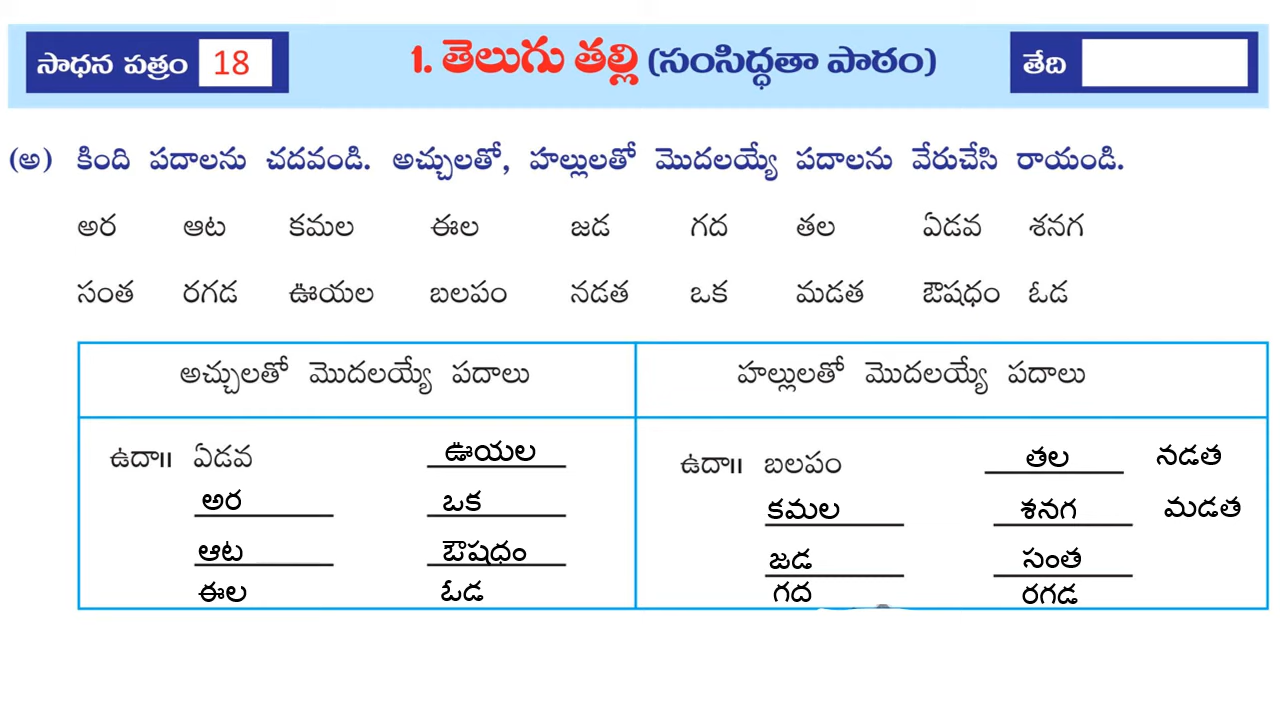 సాధన పత్రం 18 1. తెలుగు తల్లి (సంసిద్ధతా పాఠం) తేది
(అ) కింది పదాలను చదవండి. అచ్చులతో, హల్లులతో మొదలయ్యే పదాలను వేరుచేసి రాయండి.
అర ఆట కమల ఈల జడ గద తల ఏడవ శనగ
సంత రగడ ఊయల బలపం నడత ఒక మడత ఔషధం ఓడ
అచ్చులతో మొదలయ్యే పదాలు హల్లులతో మొదలయ్యే పదాలు
ఉదా॥ ఏడవ ఊయల ఉదా॥ బలపం తల నడత
అర ఒక కమల శనగ మడత
ఆట ఔషధం జడ సంత
ఈల ఓడ గద రగడ